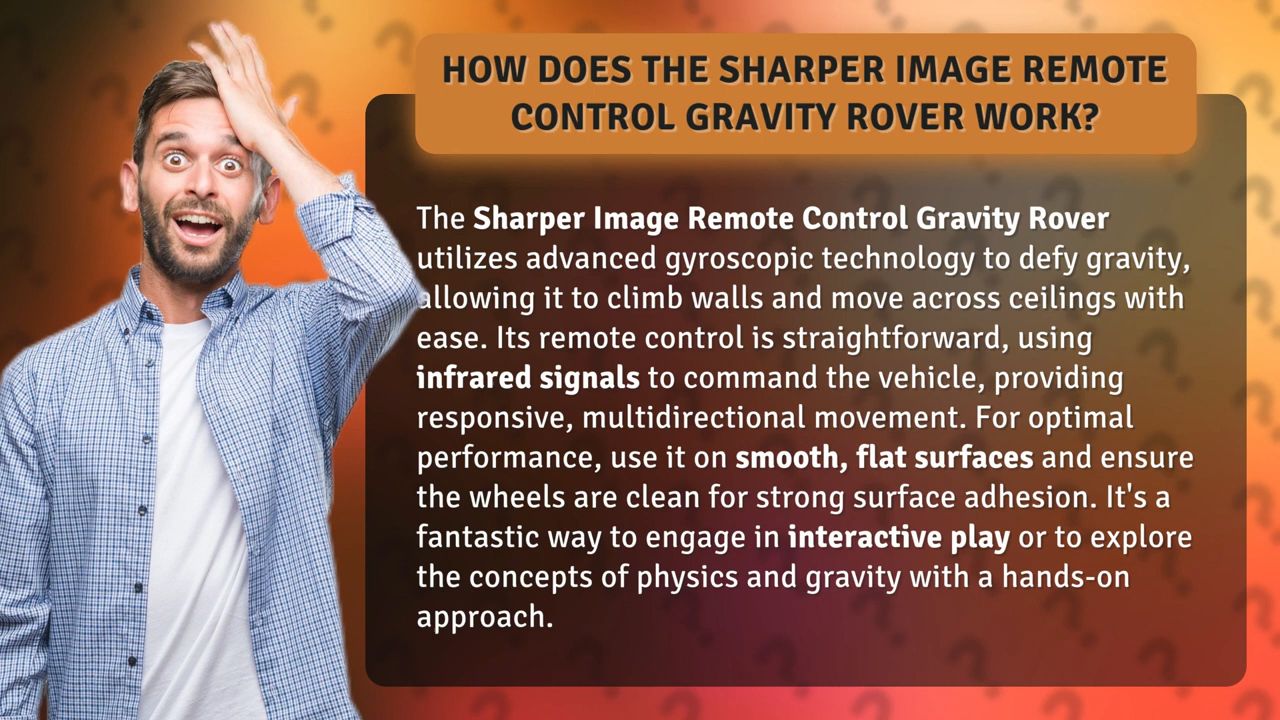 HOW DOES THE SHARPER IMAGE REMOTE
CONTROL GRAVITY ROVER WORK?
The Sharper Image Remote Control Gravity Rover
utilizes advanced gyroscopic technology to defy gravity,
allowing it to climb walls and move across ceilings with
ease. Its remote control is straightforward, using
infrared signals to command the vehicle, providing
responsive, multidirectional movement. For optimal
performance, use it on smooth, flat surfaces and ensure
the wheels are clean for strong surface adhesion. It's a
fantastic way to engage in interactive play or to explore
the concepts of physics and gravity with a hands-on
approach.